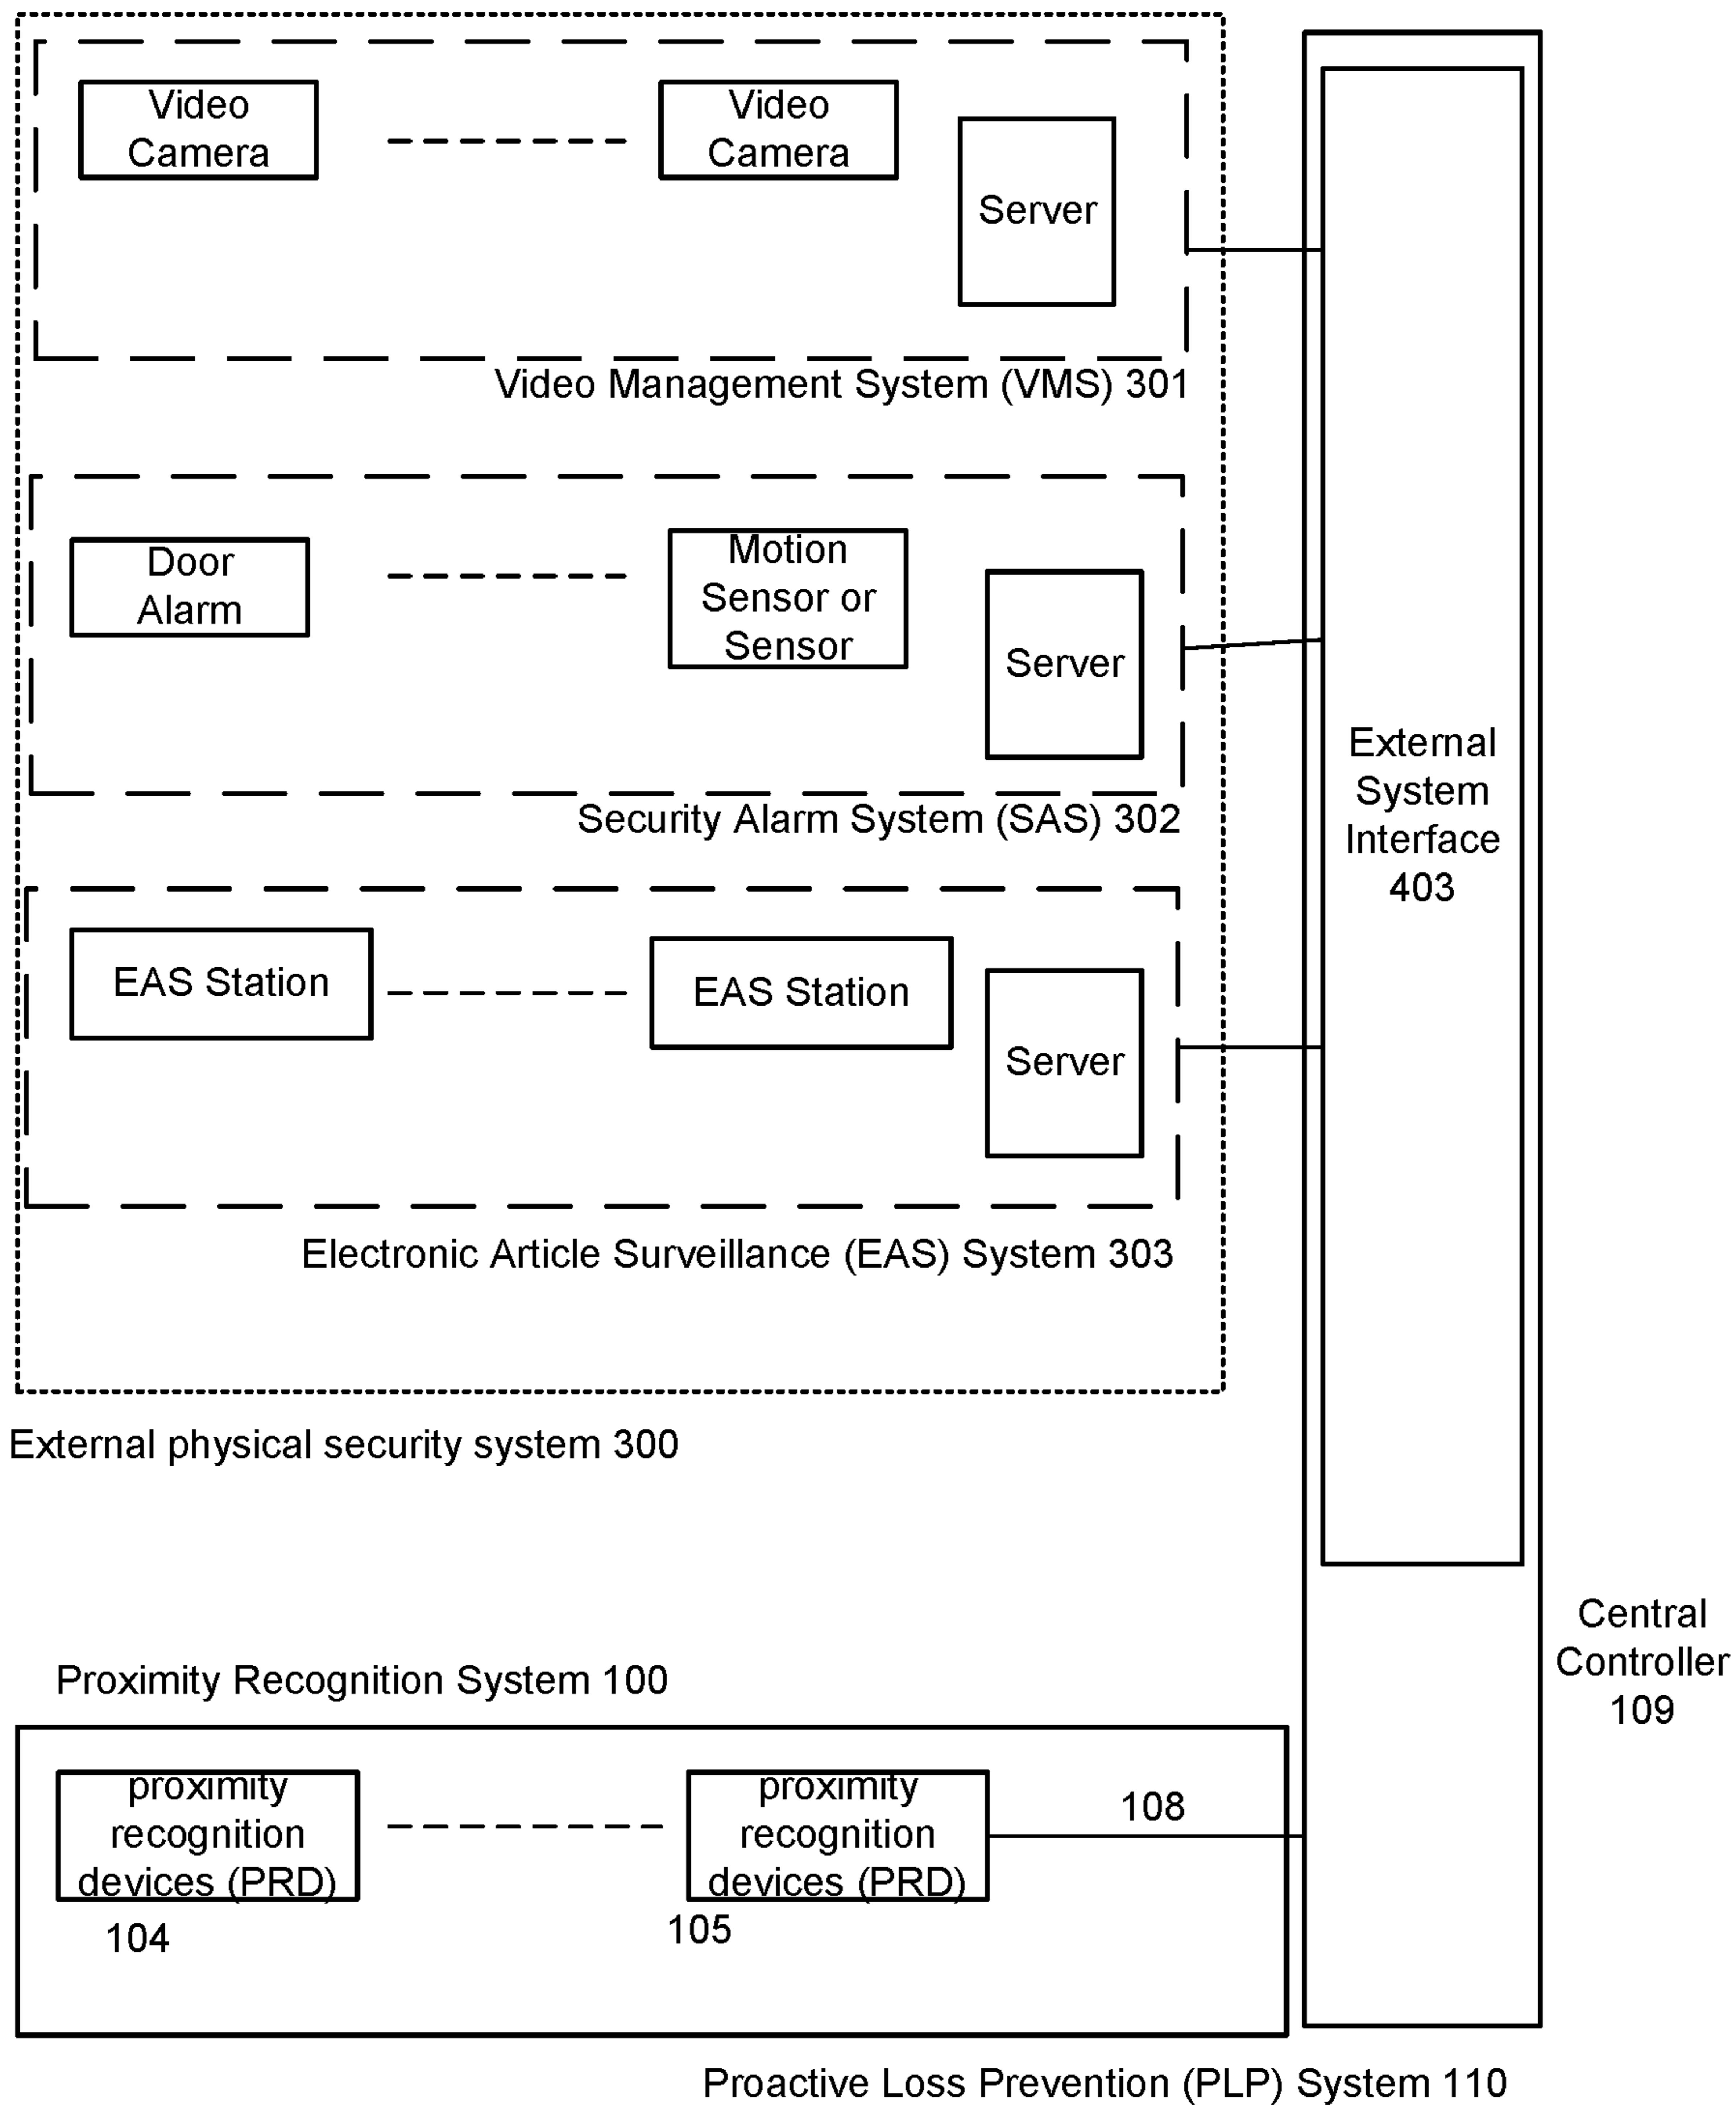 Video
Camera
Video
Camera
Server
Video Management System (VMS) 301
Door
Alarm
Motion
Sensor or
Sensor
Server
Security Alarm System (SAS) 302
External
System
Interface
403
EAS Station
EAS Station
Server
Electronic Article Surveillance (EAS) System 303
External physical security system 300
Central
Controller
109
Proximity Recognition System 100
proximity
recognition
devices (PRD)
104
proximity
recognition
devices (PRD)
105
108
Proactive Loss Prevention (PLP) System 110